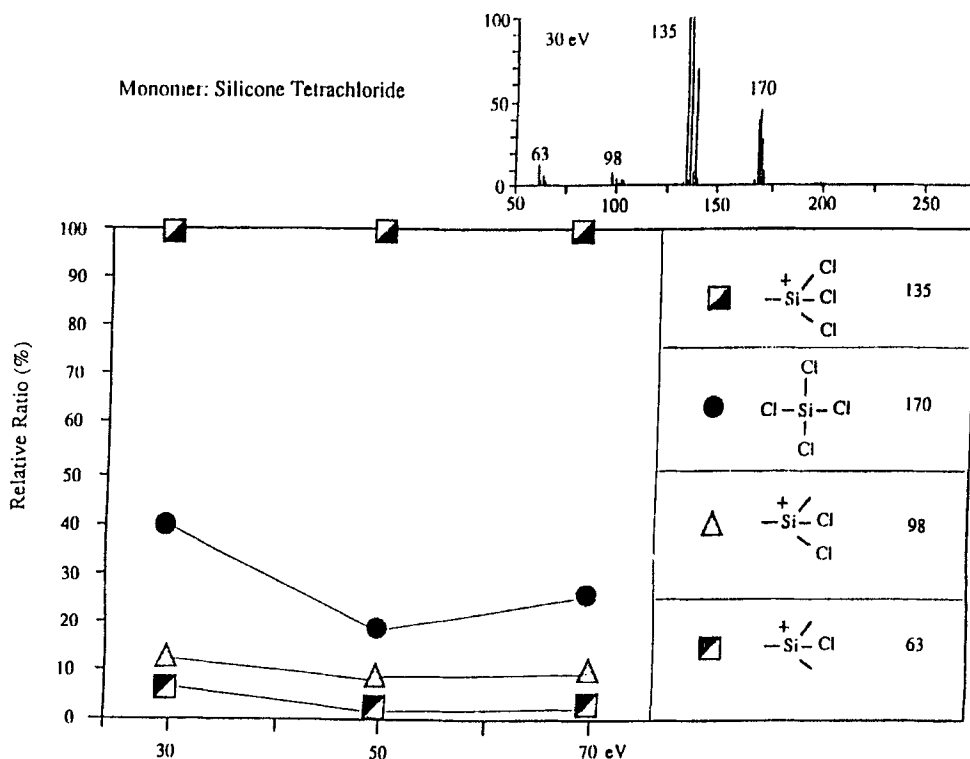 Monomer: Silicone Tetrachloride
30 eV
135
170
63
98
100
50
0
50
100
150
200
250
Relative Ratio (%)
100
90
80
70
60
50
40
30
20
10
0
30
50
70 eV
+
Si
Cl
Cl
Cl
135
Cl
Cl Si Cl
Cl
170
+
Si Cl
Cl
98
+
Si Cl
63